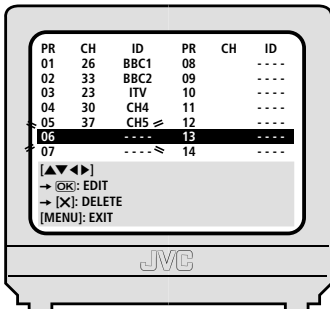 PR CH ID PR CH ID
01 26 BBC1 08 - - - -
02 33 BBC2 09 - - - -
03 23 ITV 10 - - - -
04 30 CH4 11 - - - -
05 37 CH5 12 - - - -
06 - - - - 13 - - - -
07 - - - - 14 - - - -
[▲▼◀▶]
→ OK: EDIT
→ [X]: DELETE
[MENU]: EXIT
JVC